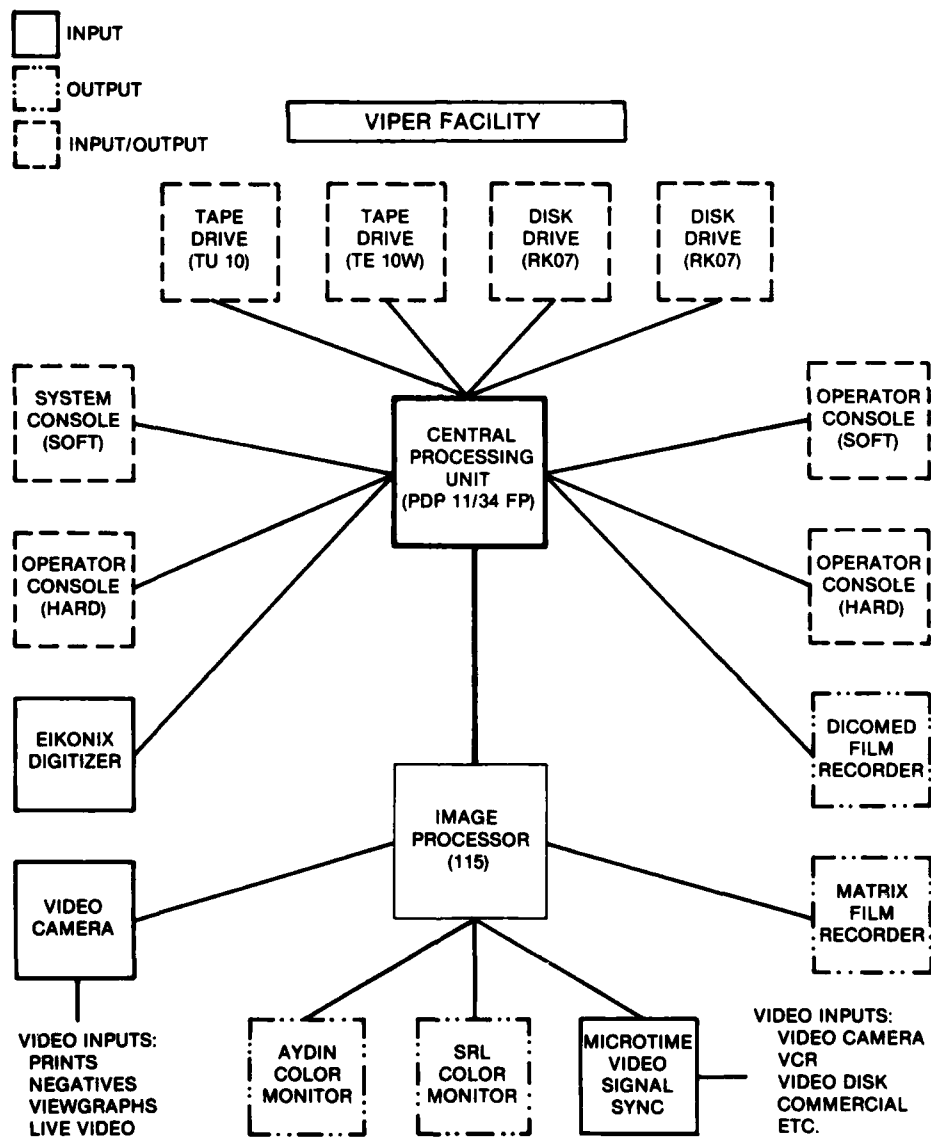 INPUT
OUTPUT
INPUT/OUTPUT
VIPER FACILITY
TAPE
DRIVE
(TU 10)
TAPE
DRIVE
(TE 10W)
DISK
DRIVE
(RK07)
DISK
DRIVE
(RK07)
SYSTEM
CONSOLE
(SOFT)
CENTRAL
PROCESSING
UNIT
(PDP 11/34 FP)
OPERATOR
CONSOLE
(SOFT)
OPERATOR
CONSOLE
(HARD)
OPERATOR
CONSOLE
(HARD)
EIKONIX
DIGITIZER
DICOMED
FILM
RECORDER
IMAGE
PROCESSOR
(115)
VIDEO
CAMERA
MATRIX
FILM
RECORDER
VIDEO INPUTS:
PRINTS
NEGATIVES
VIEWGRAPHS
LIVE VIDEO
AYDIN
COLOR
MONITOR
SRL
COLOR
MONITOR
MICROTIME
VIDEO
SIGNAL
SYNC
VIDEO INPUTS:
VIDEO CAMERA
VCR
VIDEO DISK
COMMERCIAL
ETC.